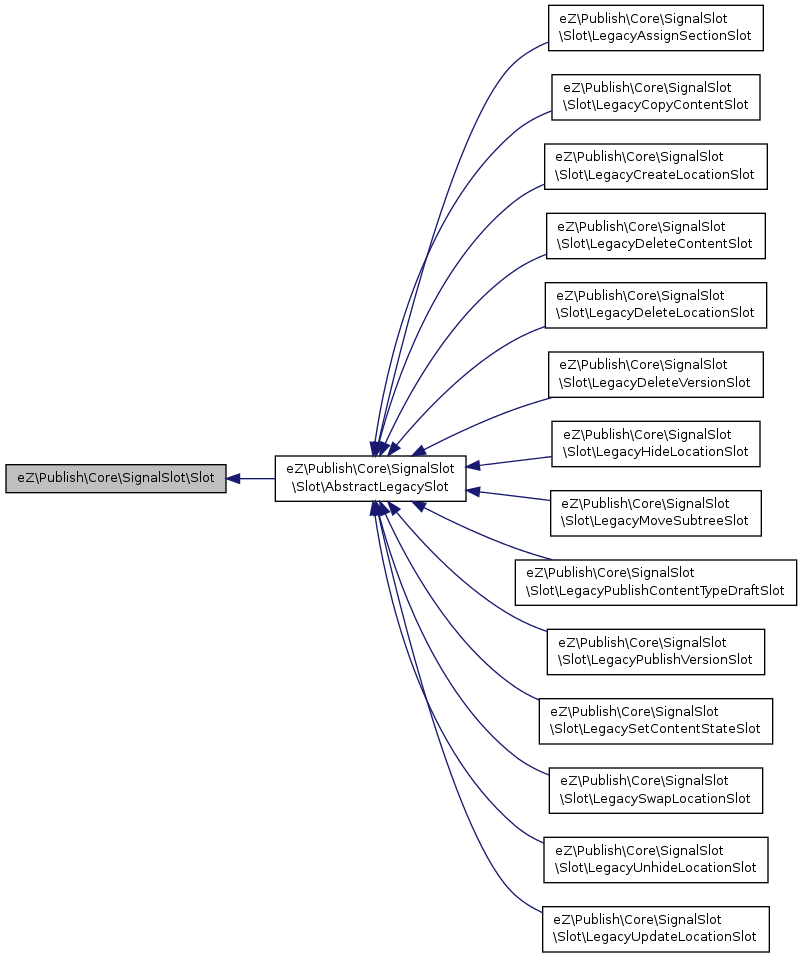 eZ\Publish\Core\SignalSlot\Slot
eZ\Publish\Core\SignalSlot
\Slot\AbstractLegacySlot
eZ\Publish\Core\SignalSlot
\Slot\LegacyAssignSectionSlot
eZ\Publish\Core\SignalSlot
\Slot\LegacyCopyContentSlot
eZ\Publish\Core\SignalSlot
\Slot\LegacyCreateLocationSlot
eZ\Publish\Core\SignalSlot
\Slot\LegacyDeleteContentSlot
eZ\Publish\Core\SignalSlot
\Slot\LegacyDeleteLocationSlot
eZ\Publish\Core\SignalSlot
\Slot\LegacyDeleteVersionSlot
eZ\Publish\Core\SignalSlot
\Slot\LegacyHideLocationSlot
eZ\Publish\Core\SignalSlot
\Slot\LegacyMoveSubtreeSlot
eZ\Publish\Core\SignalSlot
\Slot\LegacyPublishContentTypeDraftSlot
eZ\Publish\Core\SignalSlot
\Slot\LegacyPublishVersionSlot
eZ\Publish\Core\SignalSlot
\Slot\LegacySetContentStateSlot
eZ\Publish\Core\SignalSlot
\Slot\LegacySwapLocationSlot
eZ\Publish\Core\SignalSlot
\Slot\LegacyUnhideLocationSlot
eZ\Publish\Core\SignalSlot
\Slot\LegacyUpdateLocationSlot